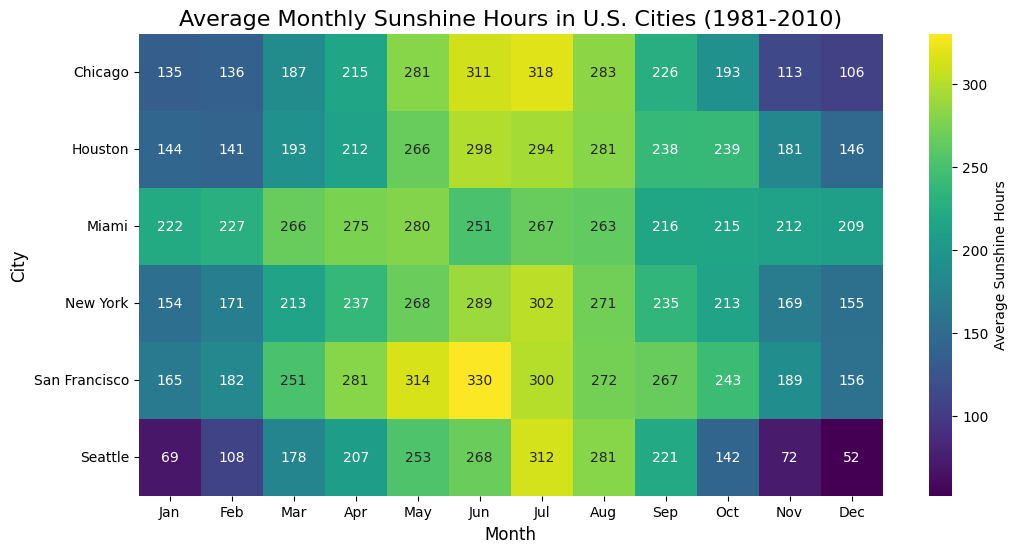 Average Monthly Sunshine Hours in U.S. Cities (1981-2010)
Chicago 135 136 187 215 281 311 318 283 226 193 113 106
Houston 144 141 193 212 266 298 294 281 238 239 181 146
Miami 222 227 266 275 280 251 267 263 216 215 212 209
New York 154 171 213 237 268 289 302 271 235 213 169 155
San Francisco 165 182 251 281 314 330 300 272 267 243 189 156
Seattle 69 108 178 207 253 268 312 281 221 142 72 52
Jan Feb Mar Apr May Jun Jul Aug Sep Oct Nov Dec
Month
City
300
250
200
150
100
Average Sunshine Hours